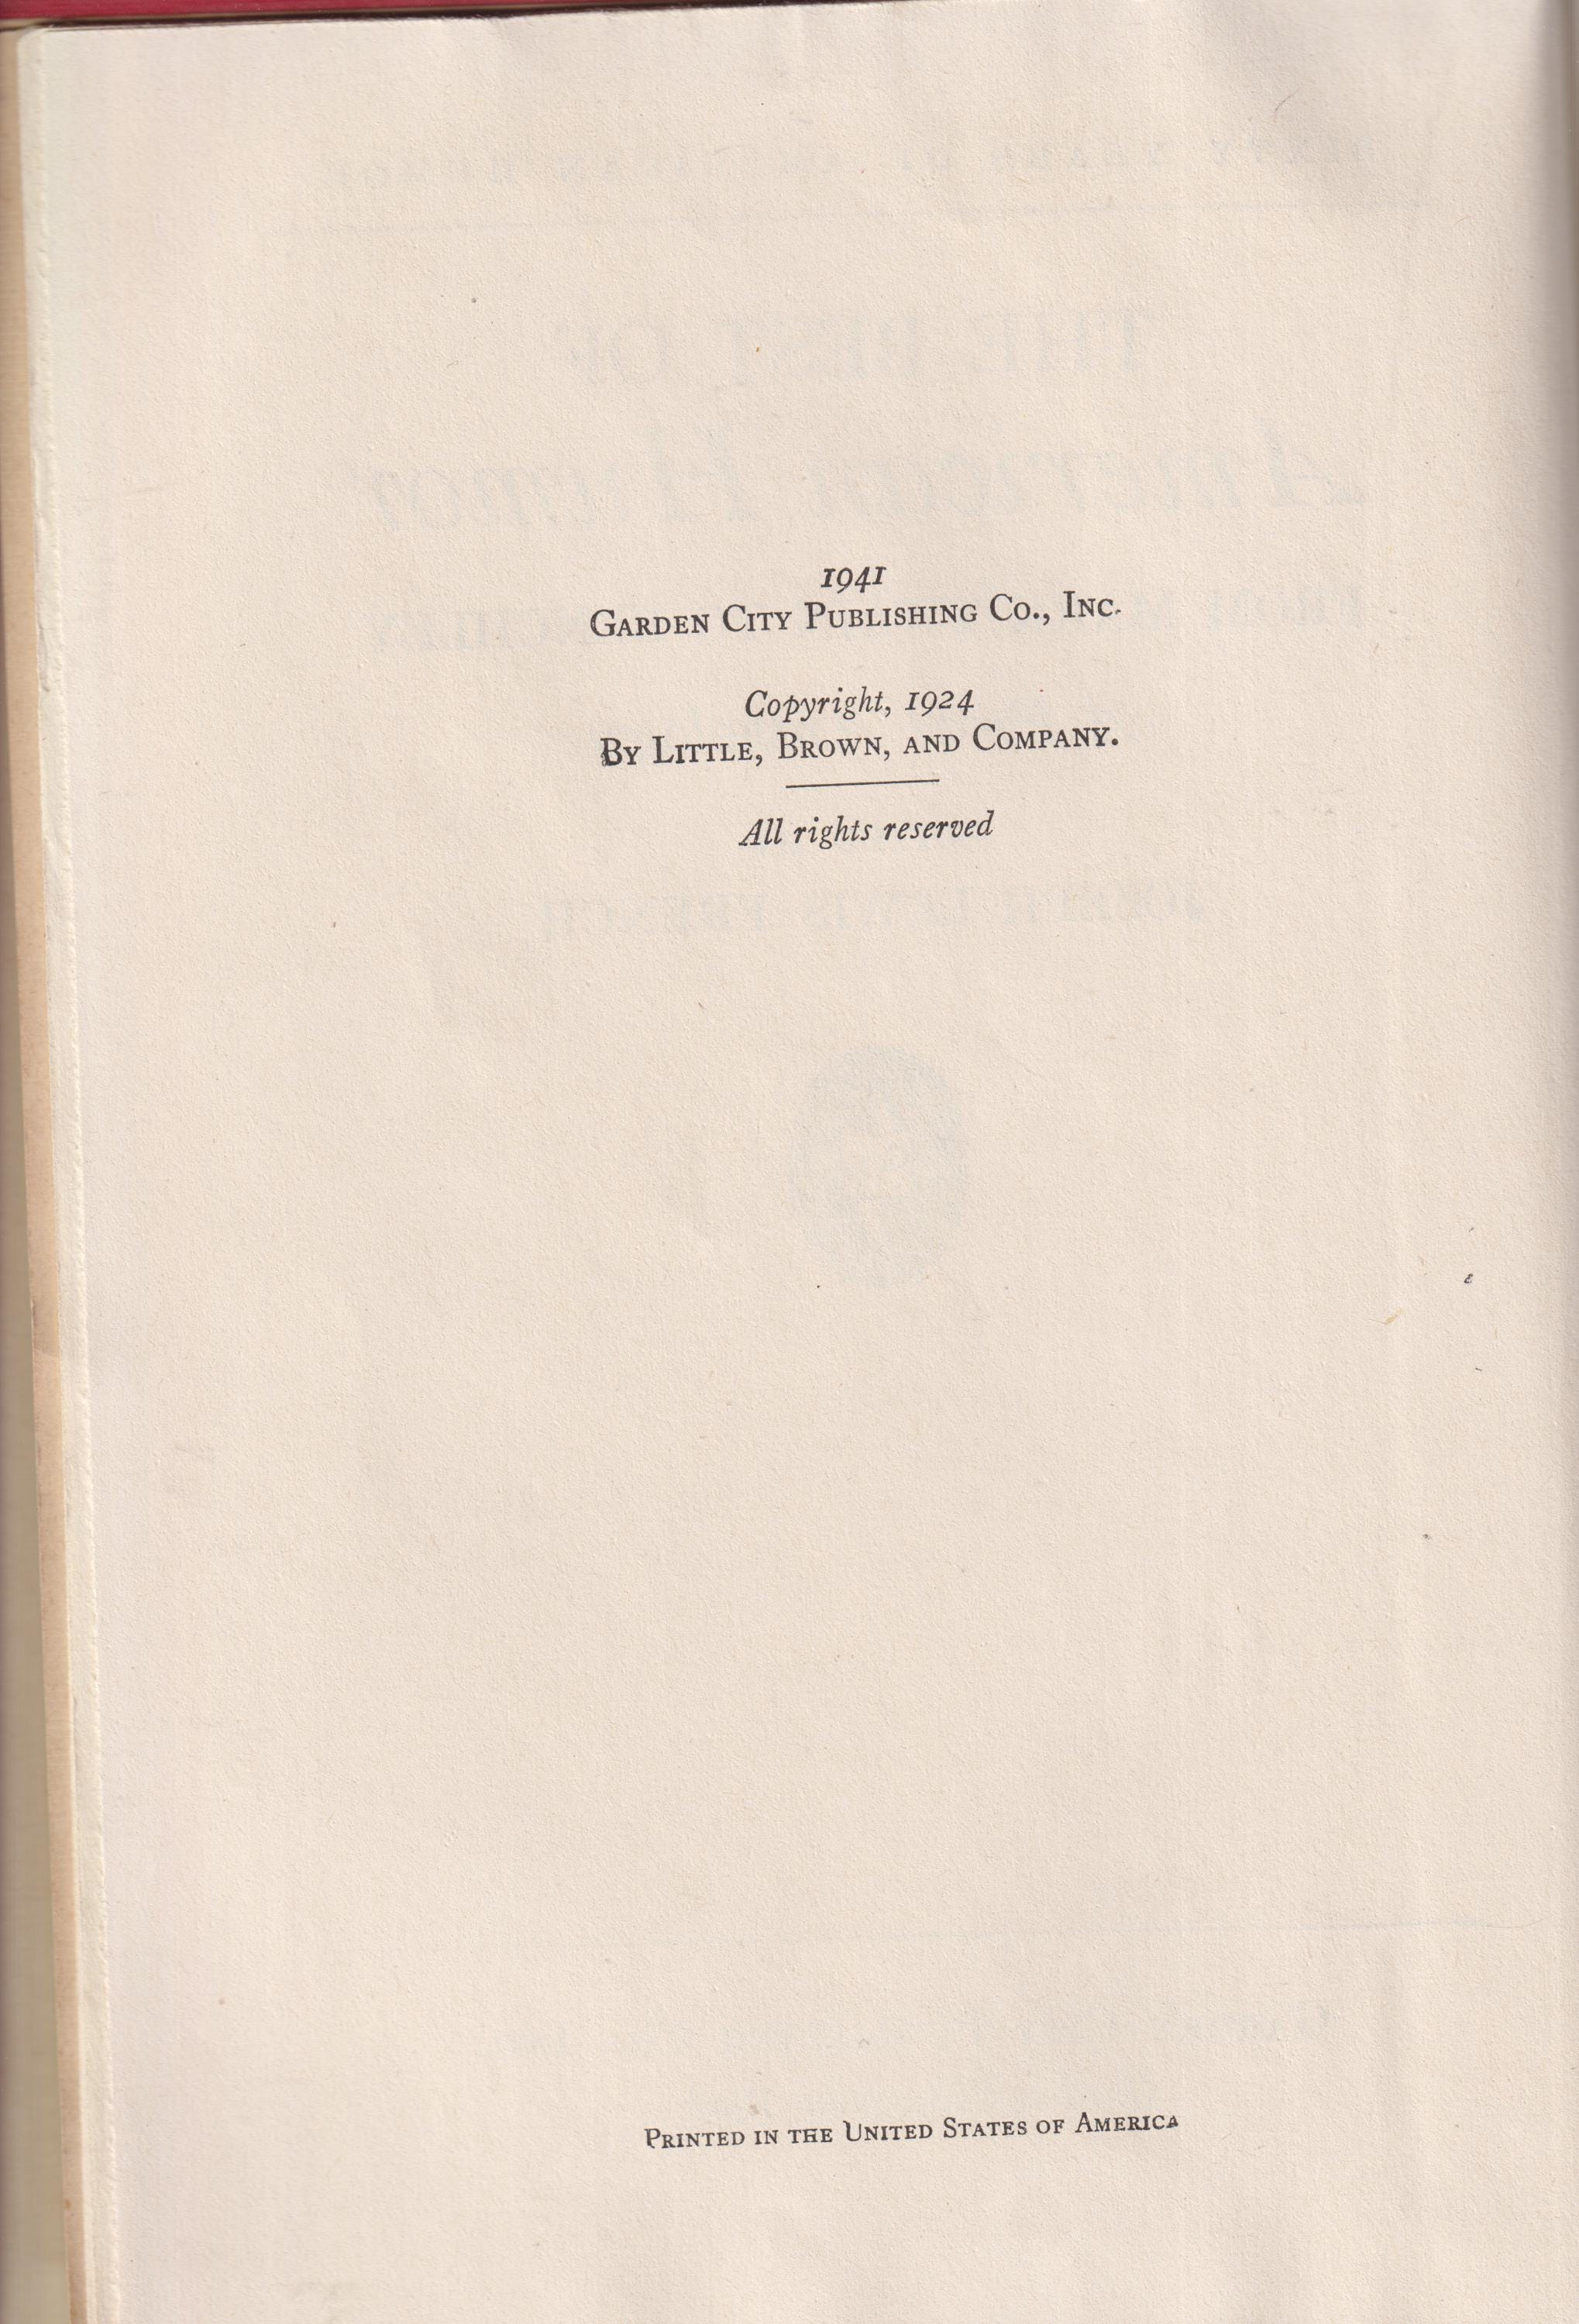 1941
GARDEN CITY PUBLISHING CO., INC.
Copyright, 1924
BY LITTLE, BROWN, AND COMPANY.
All rights reserved
PRINTED IN THE UNITED STATES OF AMERICA